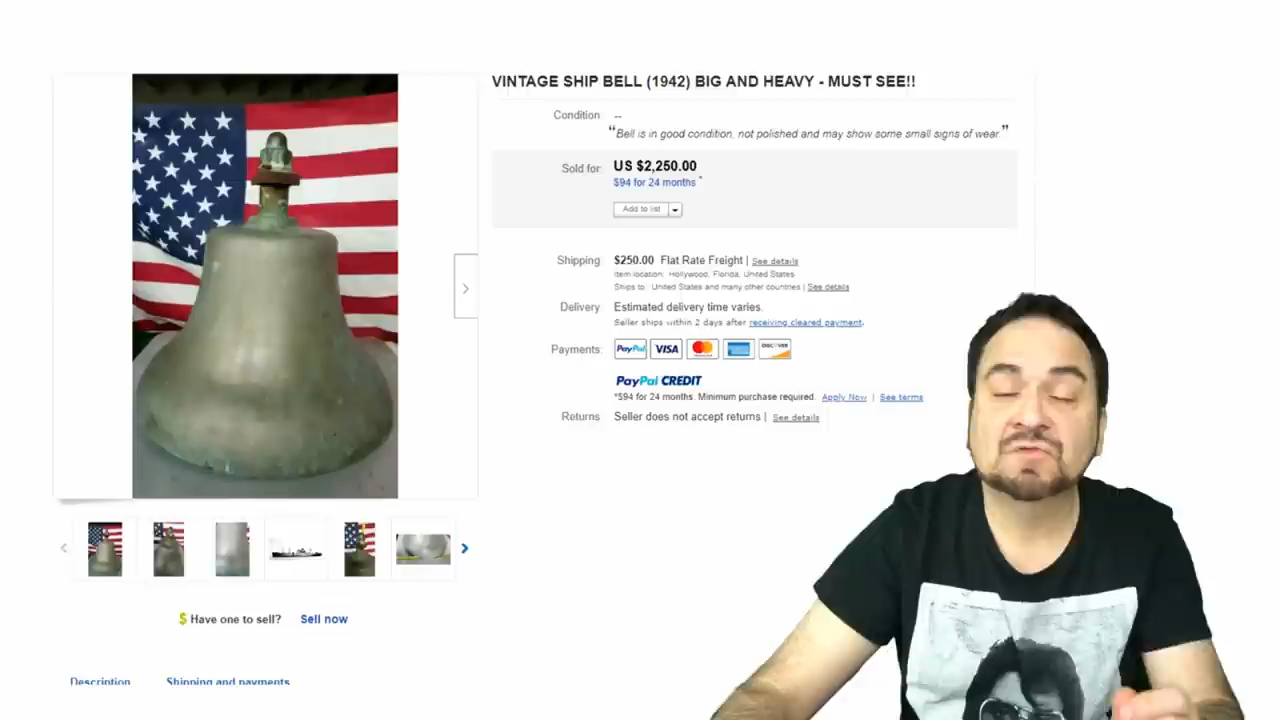 VINTAGE SHIP BELL (1942) BIG AND HEAVY - MUST SEE!!
Condition: --
“Bell is in good condition, not polished and may show some small signs of wear.”
Sold for: US $2,250.00
$94 for 24 months *
Add to list
Shipping: $250.00 Flat Rate Freight | See details
Item location: Hollywood, Florida, United States
Ships to: United States and many other countries | See details
Delivery: Estimated delivery time varies.
Seller ships within 2 days after receiving cleared payment.
Payments: PayPal VISA MasterCard DISCOVER
PayPal CREDIT
*$94 for 24 months. Minimum purchase required. Apply Now | See terms
Returns: Seller does not accept returns | See details
$ Have one to sell? Sell now
Description Shipping and payments